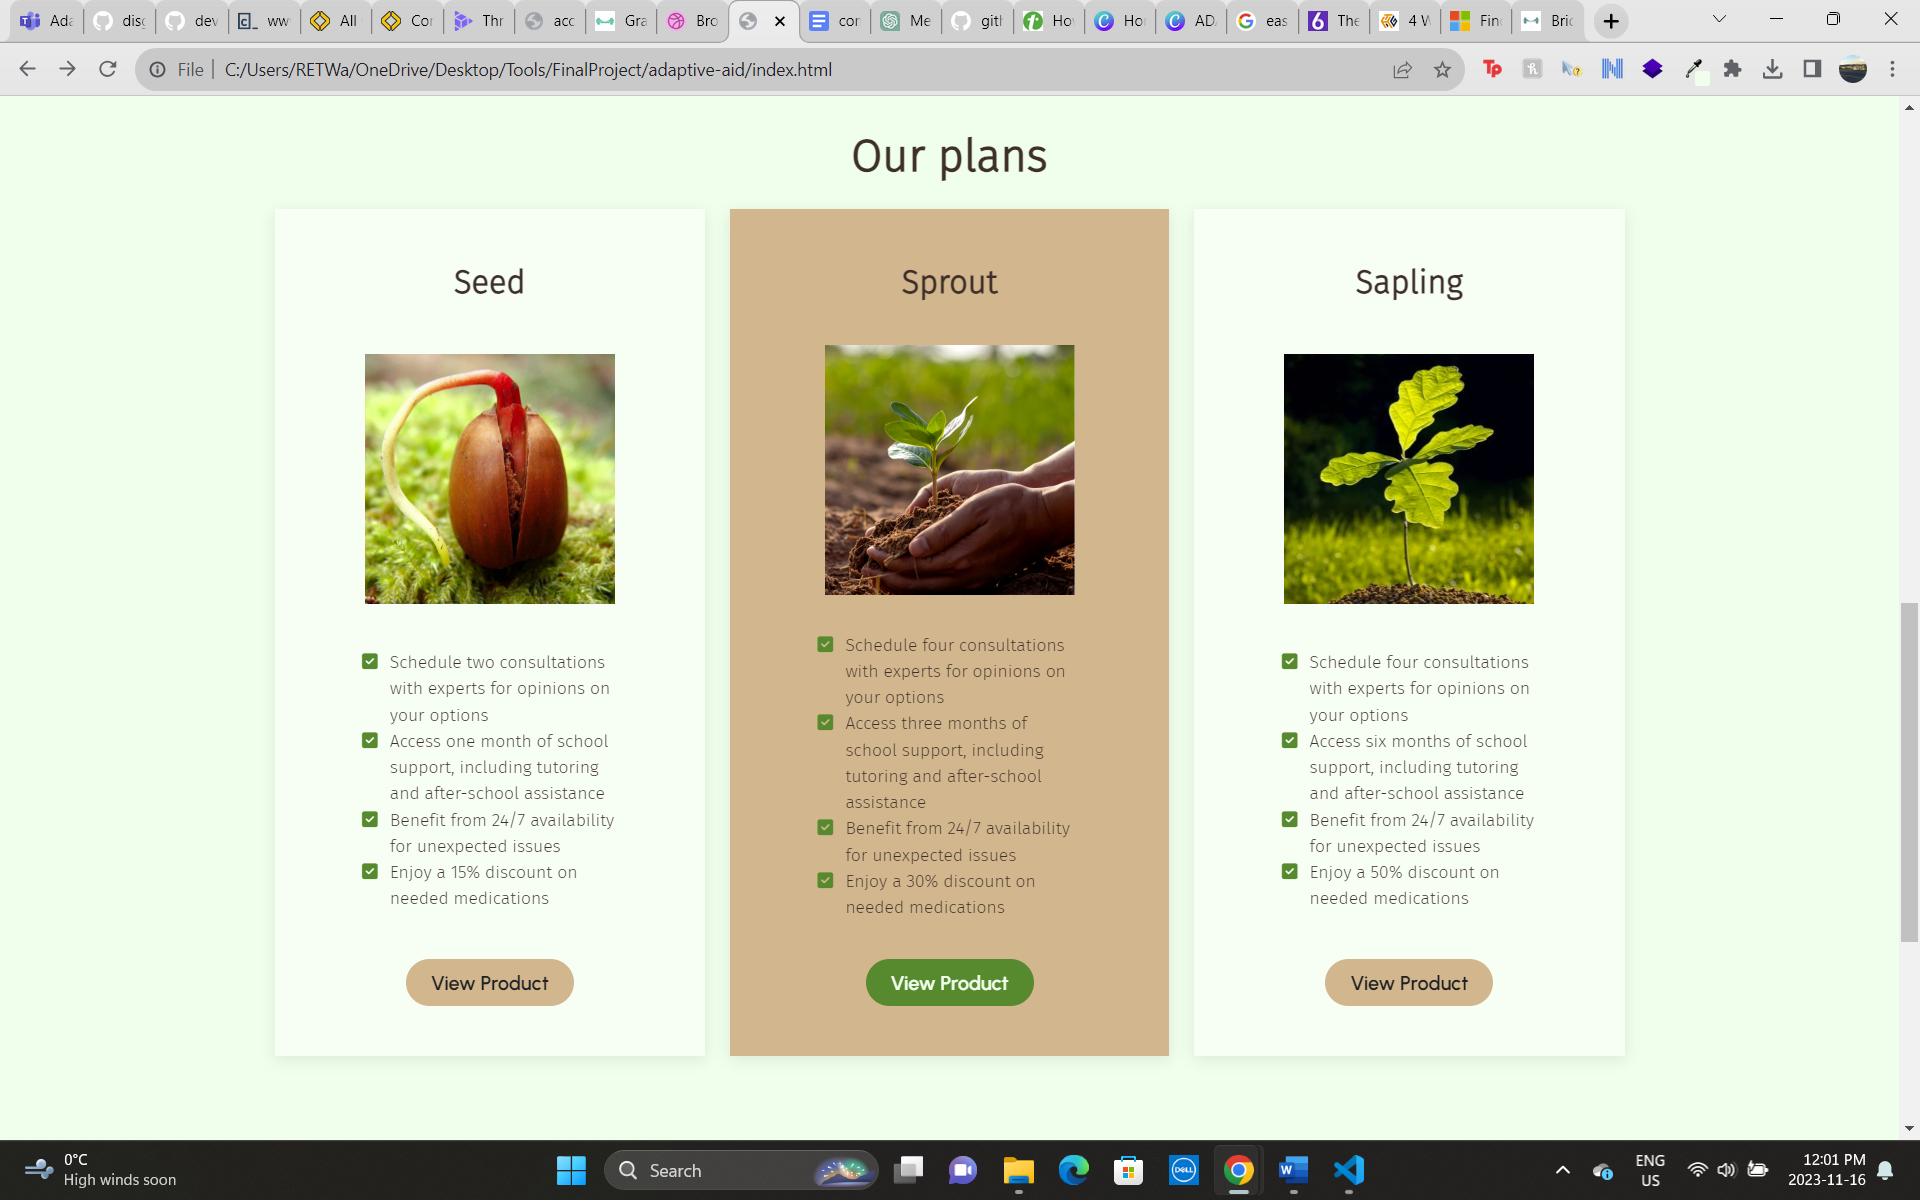 Ada
disc
dev
ww
All
Cor
Thr
acc
Gra
Bro
con
Me
gith
Ho
Ho
AD
eas
The
4 W
Fin
Bric
File
C:/Users/RETWa/OneDrive/Desktop/Tools/FinalProject/adaptive-aid/index.html
Our plans
Seed
Schedule two consultations
with experts for opinions on
your options
Access one month of school
support, including tutoring
and after-school assistance
Benefit from 24/7 availability
for unexpected issues
Enjoy a 15% discount on
needed medications
View Product
Sprout
Schedule four consultations
with experts for opinions on
your options
Access three months of
school support, including
tutoring and after-school
assistance
Benefit from 24/7 availability
for unexpected issues
Enjoy a 30% discount on
needed medications
View Product
Sapling
Schedule four consultations
with experts for opinions on
your options
Access six months of school
support, including tutoring
and after-school assistance
Benefit from 24/7 availability
for unexpected issues
Enjoy a 50% discount on
needed medications
View Product
0°C
High winds soon
Search
DELL
ENG
US
12:01 PM
2023-11-16